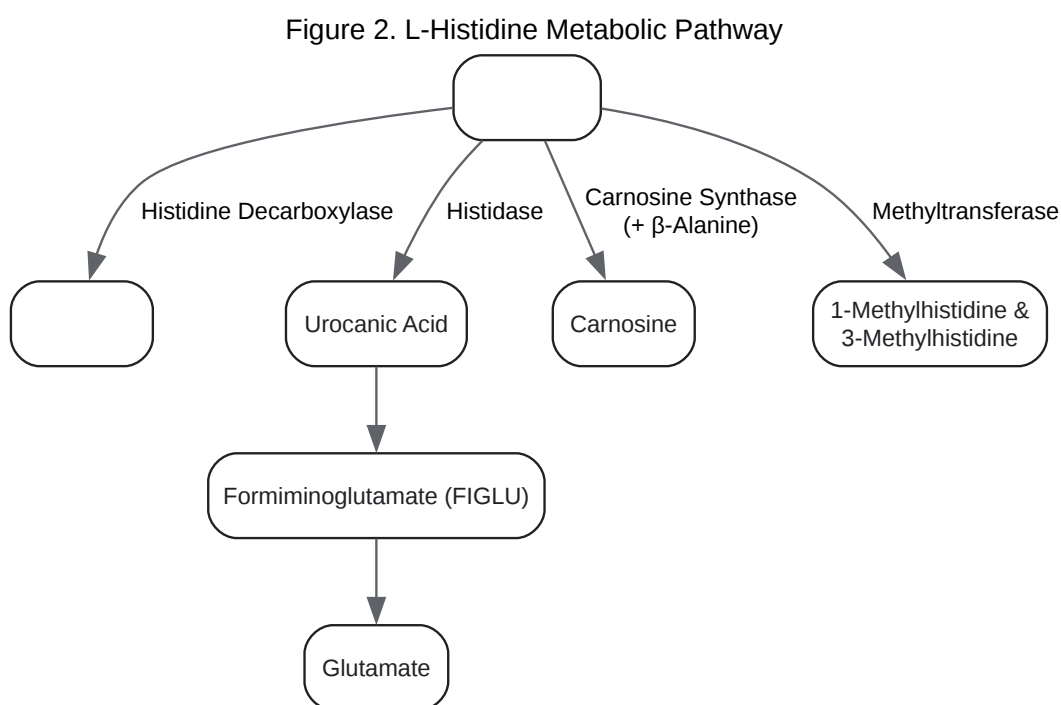 Figure 2. L-Histidine Metabolic Pathway
Histidine Decarboxylase
Histidase
Carnosine Synthase
(+ β-Alanine)
Methyltransferase
Urocanic Acid
Carnosine
1-Methylhistidine &
3-Methylhistidine
Formiminoglutamate (FIGLU)
Glutamate